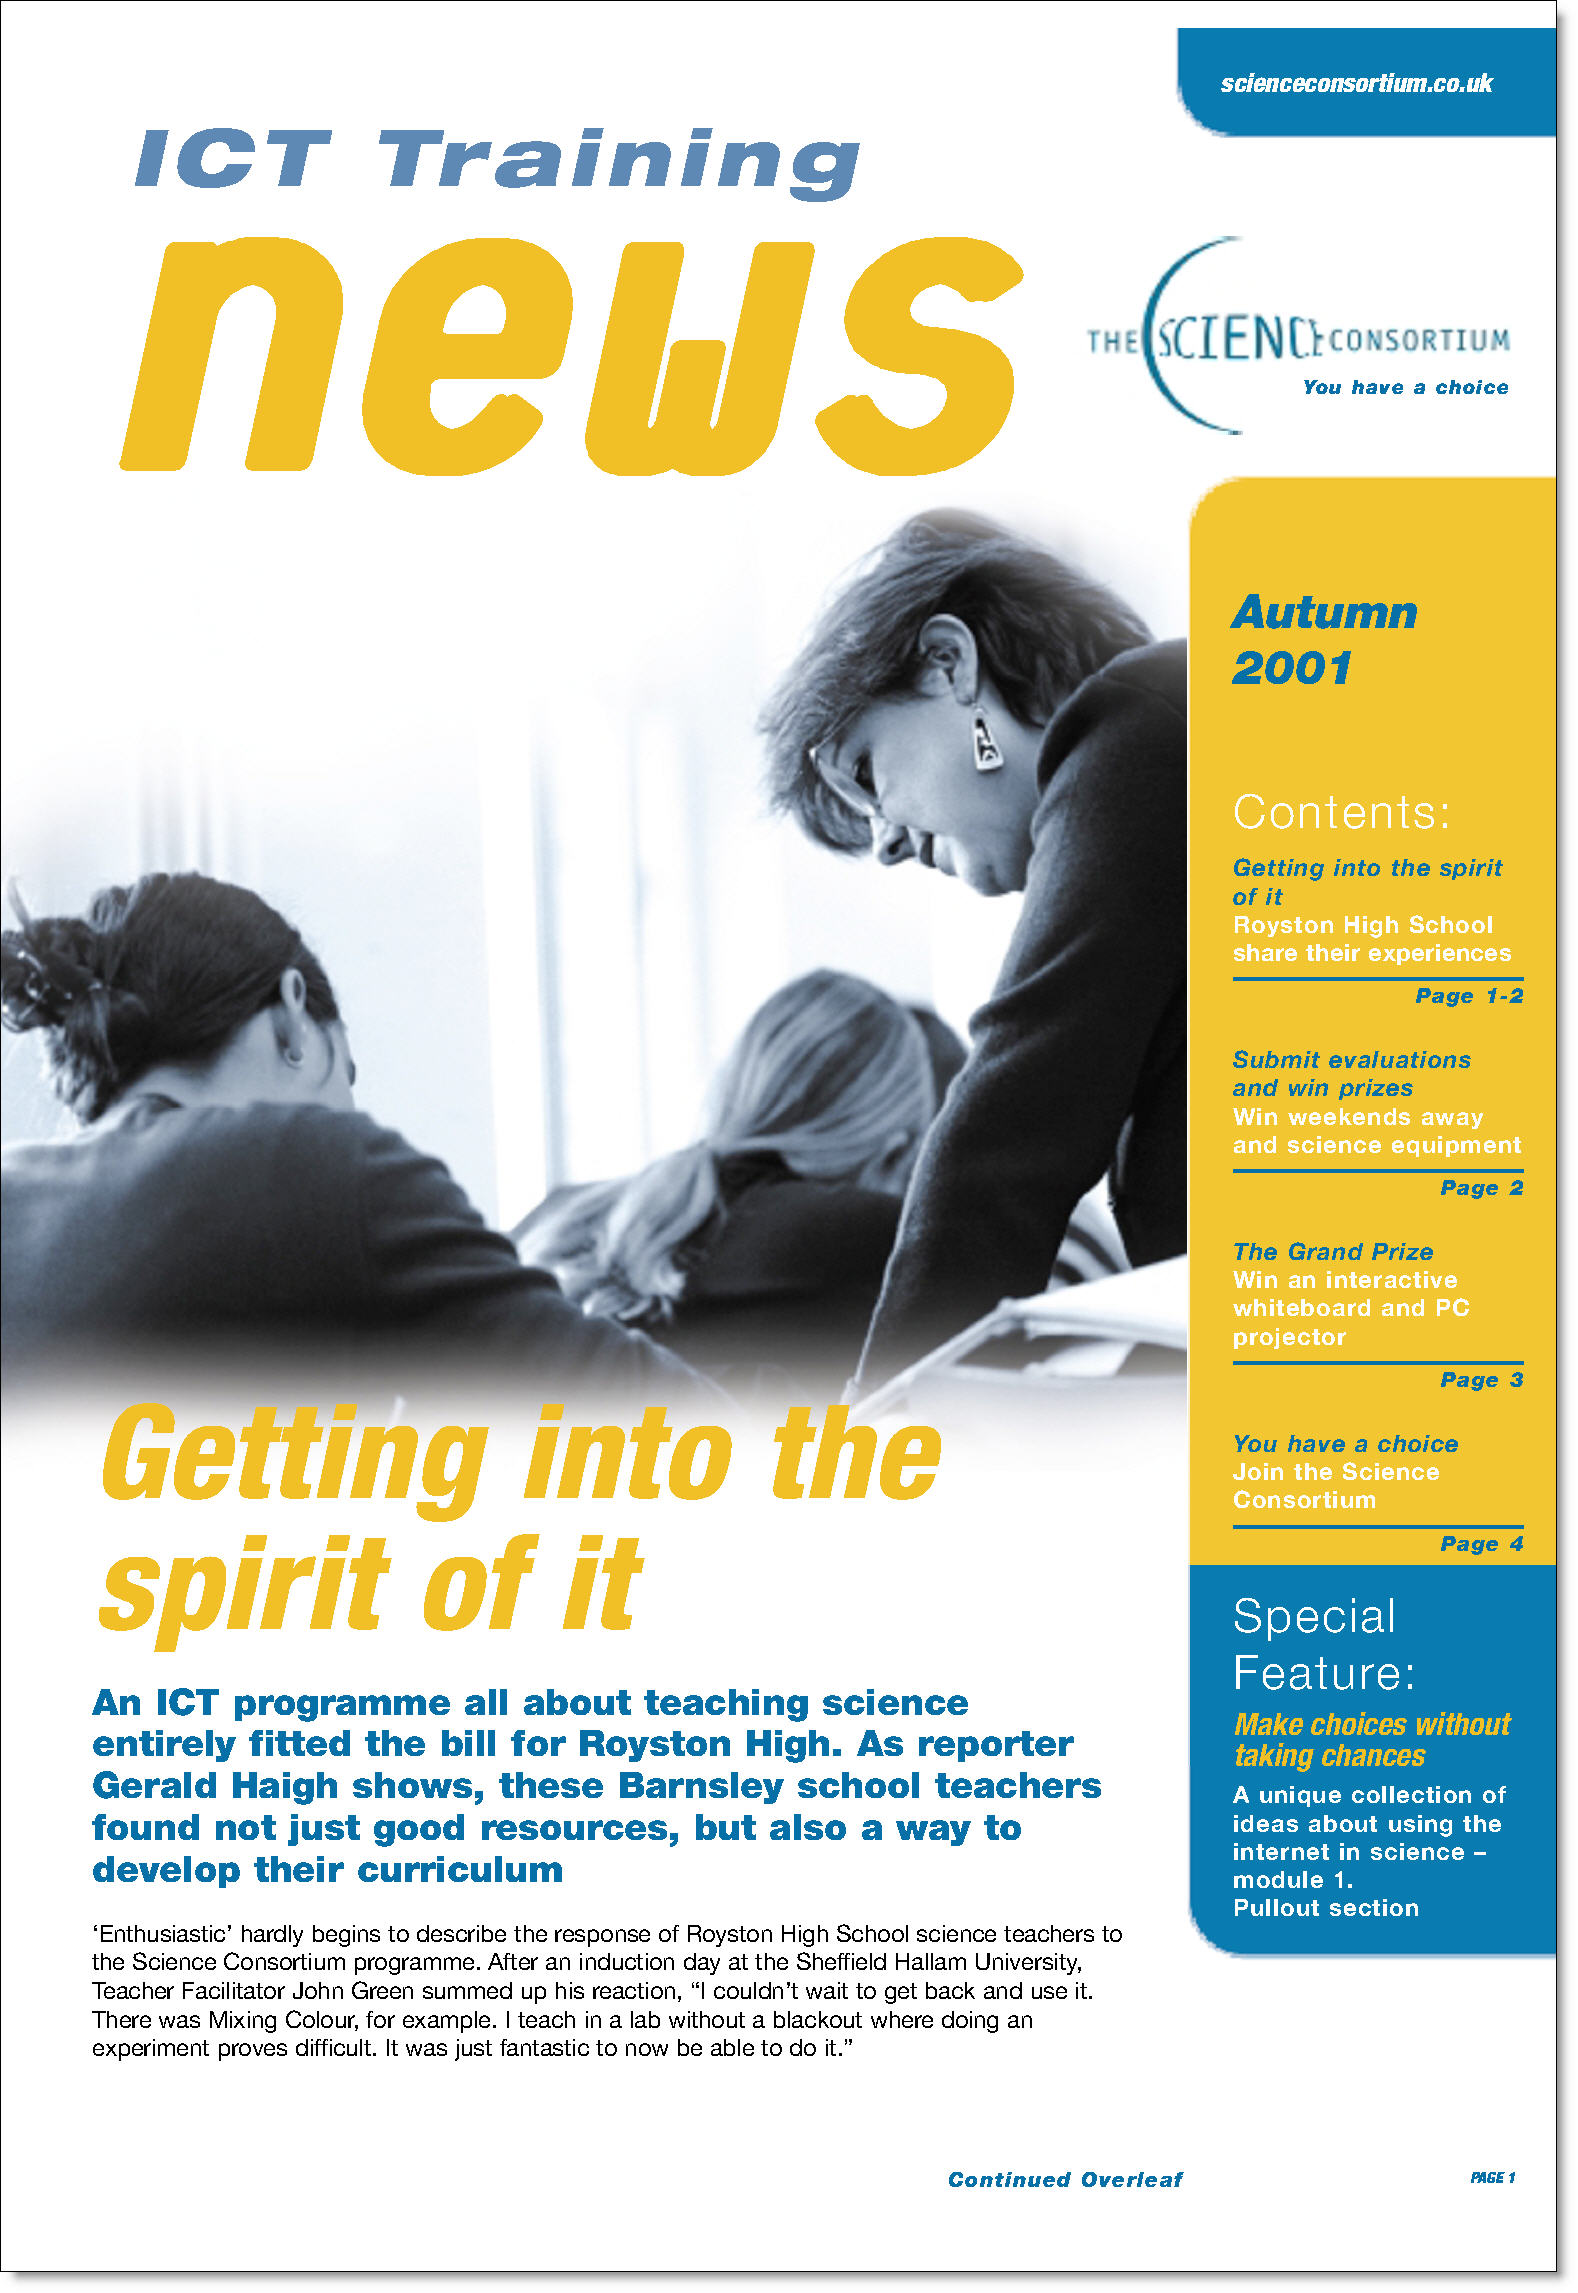 scienceconsortium.co.uk
ICT Training
news
THE SCIENCE CONSORTIUM
You have a choice
Autumn
2001
Contents:
Getting into the spirit
of it
Royston High School
share their experiences
Page 1-2
Submit evaluations
and win prizes
Win weekends away
and science equipment
Page 2
The Grand Prize
Win an interactive
whiteboard and PC
projector
Page 3
You have a choice
Join the Science
Consortium
Page 4
Special
Feature:
Make choices without
taking chances
A unique collection of
ideas about using the
internet in science –
module 1.
Pullout section
Getting into the
spirit of it
An ICT programme all about teaching science
entirely fitted the bill for Royston High. As reporter
Gerald Haigh shows, these Barnsley school teachers
found not just good resources, but also a way to
develop their curriculum
‘Enthusiastic’ hardly begins to describe the response of Royston High School science teachers to
the Science Consortium programme. After an induction day at the Sheffield Hallam University,
Teacher Facilitator John Green summed up his reaction, “I couldn’t wait to get back and use it.
There was Mixing Colour, for example. I teach in a lab without a blackout where doing an
experiment proves difficult. It was just fantastic to now be able to do it.”
Continued Overleaf
PAGE 1